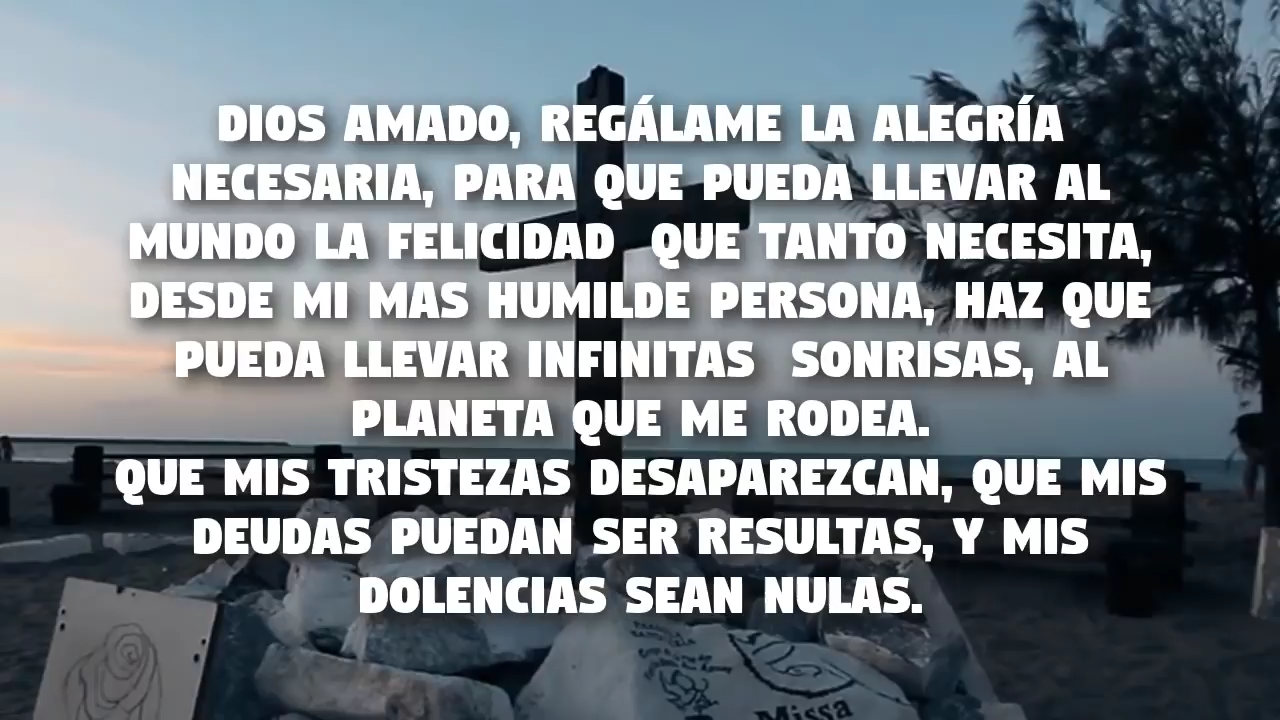 DIOS AMADO, REGÁLAME LA ALEGRÍA
NECESARIA, PARA QUE PUEDA LLEVAR AL
MUNDO LA FELICIDAD  QUE TANTO NECESITA,
DESDE MI MAS HUMILDE PERSONA, HAZ QUE
PUEDA LLEVAR INFINITAS  SONRISAS, AL
PLANETA QUE ME RODEA.
QUE MIS TRISTEZAS DESAPAREZCAN, QUE MIS
DEUDAS PUEDAN SER RESULTAS, Y MIS
DOLENCIAS SEAN NULAS.
Missa